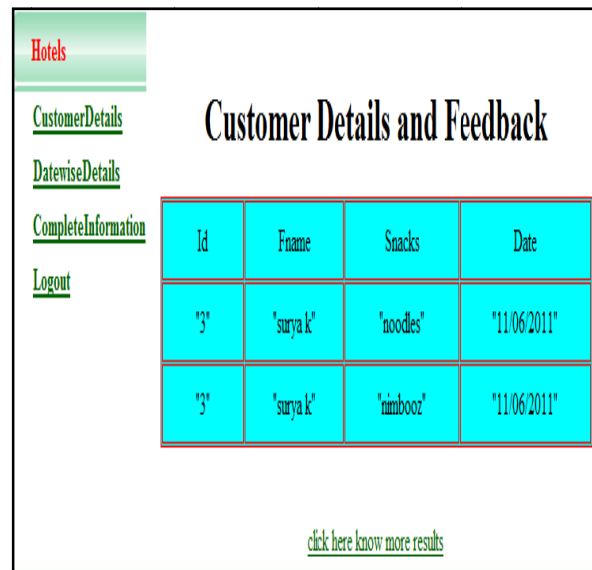 Hotels
CustomerDetails
DatewiseDetails
CompleteInformation
Logout
Customer Details and Feedback
Id Fname Snacks Date
"3" "surya k" "noodles" "11/06/2011"
"3" "surya k" "nimbooz" "11/06/2011"
click here know more results